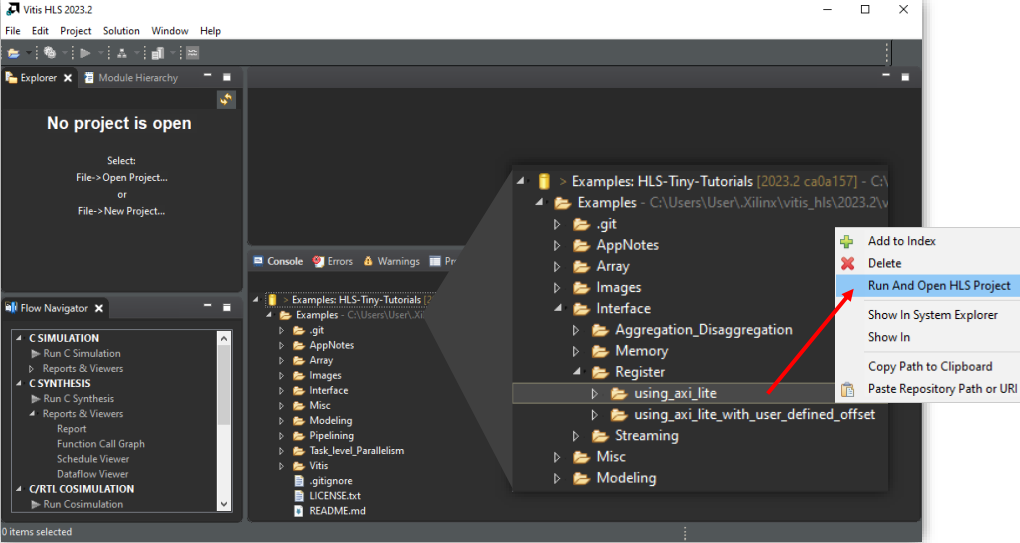 Vitis HLS 2023.2
File Edit Project Solution Window Help
Explorer Module Hierarchy
No project is open
Select:
File->Open Project...
or
File->New Project...
Flow Navigator
C SIMULATION
Run C Simulation
Reports & Viewers
C SYNTHESIS
Run C Synthesis
Reports & Viewers
Report
Function Call Graph
Schedule Viewer
Dataflow Viewer
C/RTL COSIMULATION
Run Cosimulation
Console Errors Warnings
> Examples: HLS-Tiny-Tutorials
Examples - C:\Users\User\.Xil
.git
AppNotes
Array
Images
Interface
Misc
Modeling
Pipelining
Task_level_Parallelism
Vitis
.gitignore
LICENSE.txt
README.md
> Examples: HLS-Tiny-Tutorials [2023.2 ca0a157] - C:\
Examples - C:\Users\User\.Xilinx\vitis_hls\2023.2\v
.git
AppNotes
Array
Images
Interface
Aggregation_Disaggregation
Memory
Register
using_axi_lite
using_axi_lite_with_user_defined_offset
Streaming
Misc
Modeling
Add to Index
Delete
Run And Open HLS Project
Show In System Explorer
Show In
Copy Path to Clipboard
Paste Repository Path or URI
0 items selected